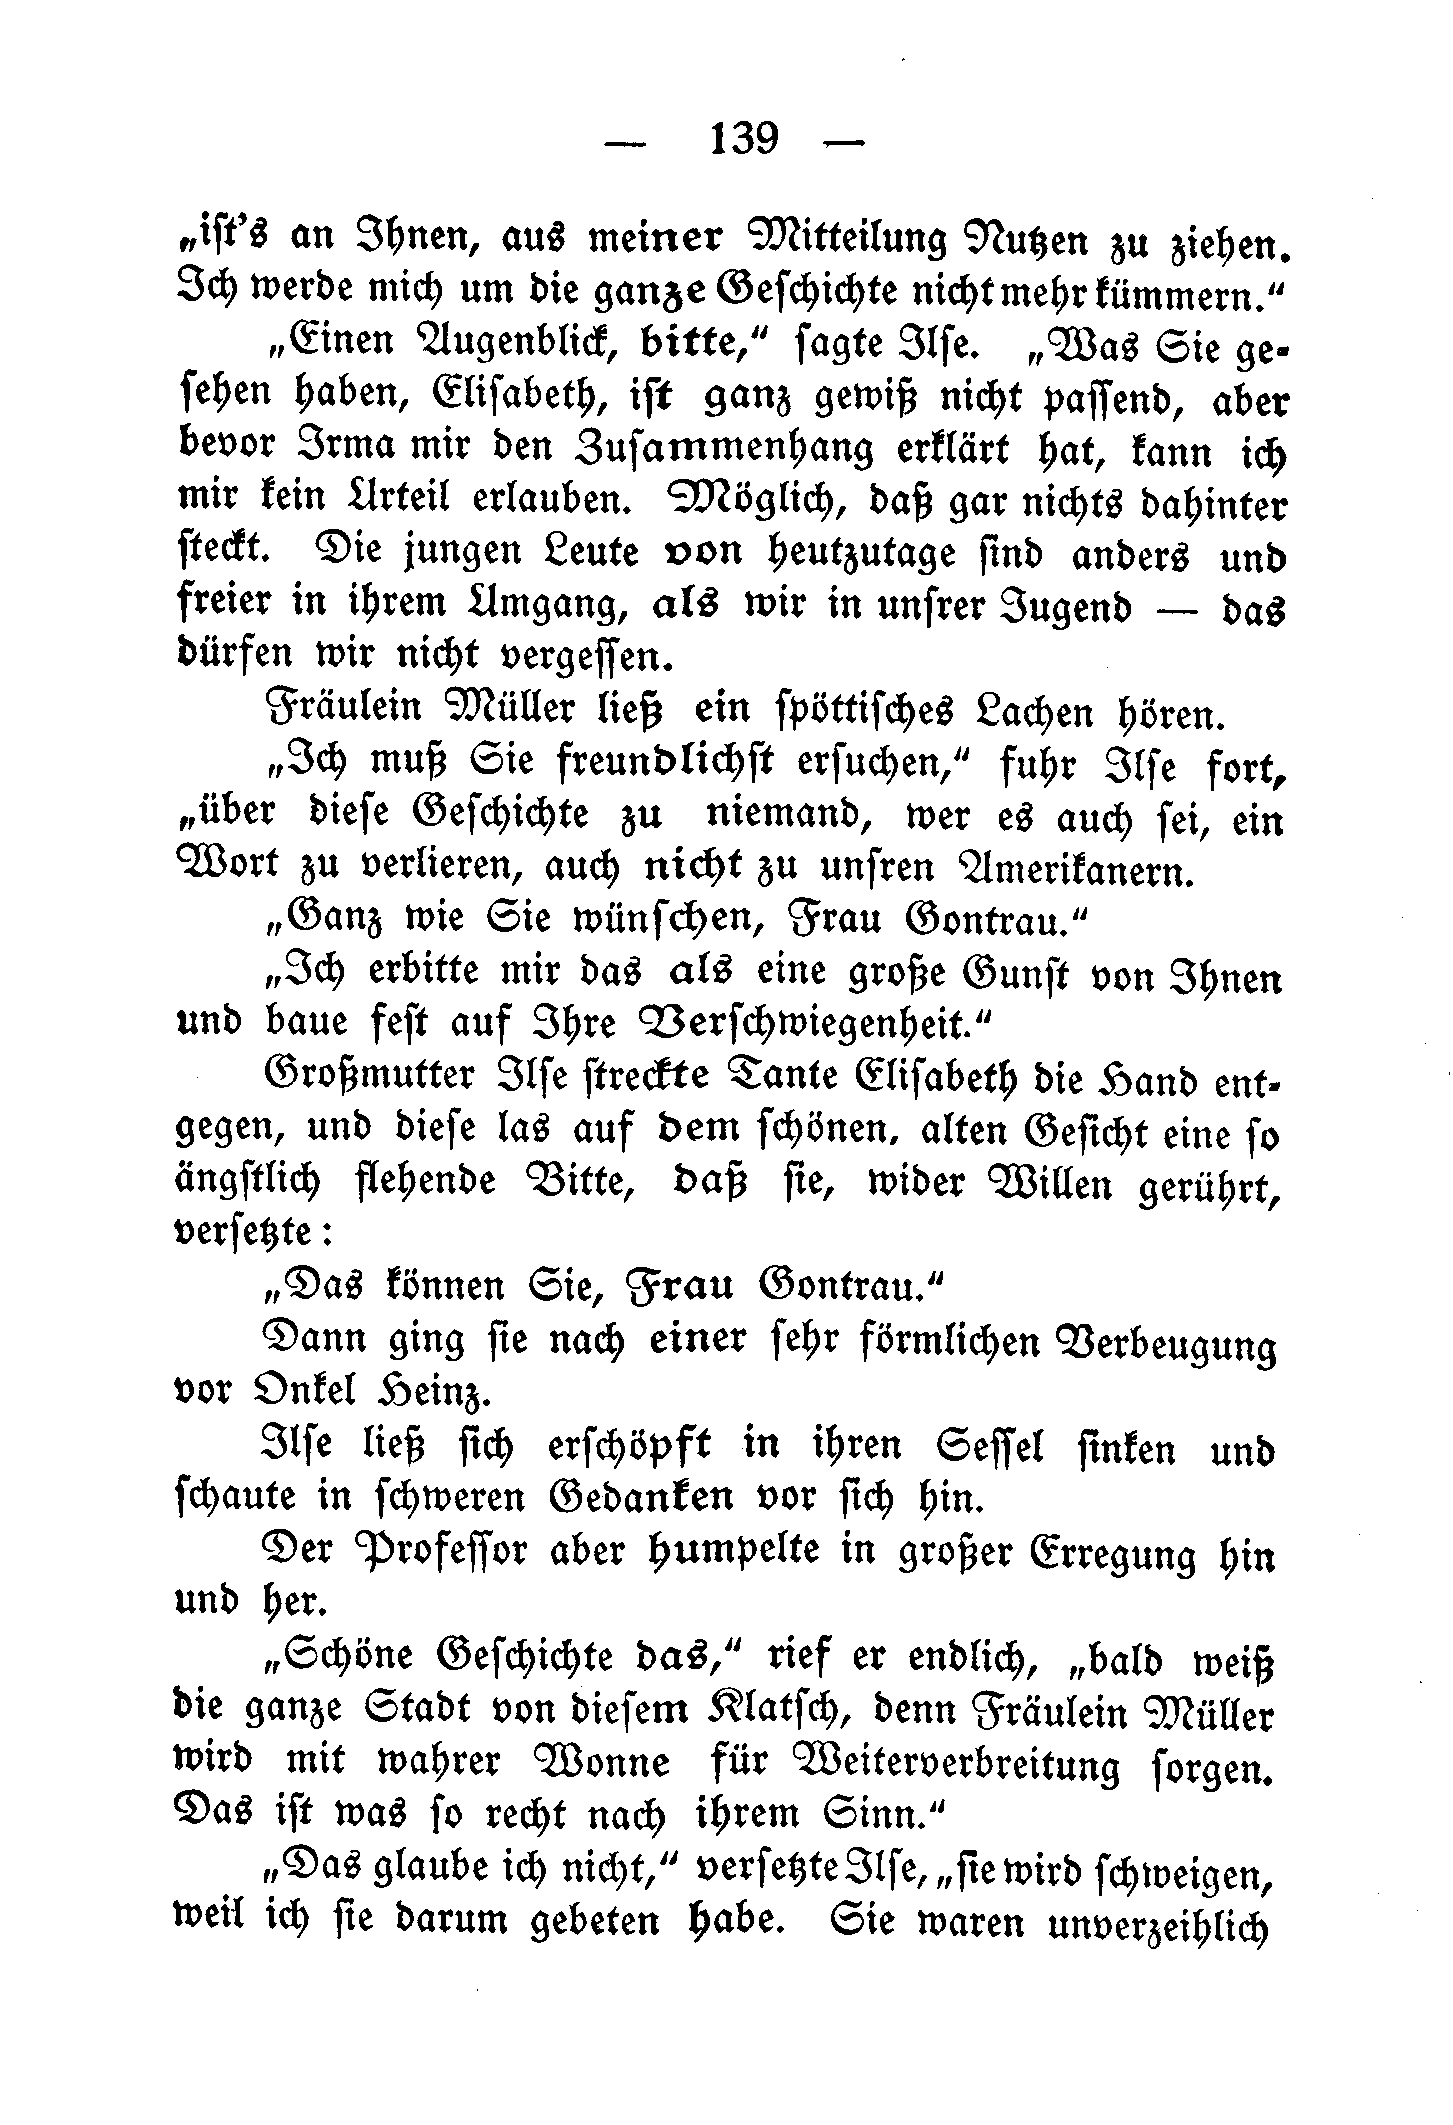 — 139 —
„ist's an Ihnen, aus meiner Mitteilung Nutzen zu ziehen.
Ich werde mich um die ganze Geschichte nicht mehr kümmern.“
„Einen Augenblick, bitte,“ sagte Ilse. „Was Sie ge-
sehen haben, Elisabeth, ist ganz gewiß nicht passend, aber
bevor Irma mir den Zusammenhang erklärt hat, kann ich
mir kein Urteil erlauben. Möglich, daß gar nichts dahinter
steckt. Die jungen Leute von heutzutage sind anders und
freier in ihrem Umgang, als wir in unsrer Jugend — das
dürfen wir nicht vergessen.
Fräulein Müller ließ ein spöttisches Lachen hören.
„Ich muß Sie freundlichst ersuchen,“ fuhr Ilse fort,
„über diese Geschichte zu niemand, wer es auch sei, ein
Wort zu verlieren, auch nicht zu unsren Amerikanern.
„Ganz wie Sie wünschen, Frau Gontrau.“
„Ich erbitte mir das als eine große Gunst von Ihnen
und baue fest auf Ihre Verschwiegenheit.“
Großmutter Ilse streckte Tante Elisabeth die Hand ent-
gegen, und diese las auf dem schönen, alten Gesicht eine so
ängstlich flehende Bitte, daß sie, wider Willen gerührt,
versetzte:
„Das können Sie, Frau Gontrau.“
Dann ging sie nach einer sehr förmlichen Verbeugung
vor Onkel Heinz.
Ilse ließ sich erschöpft in ihren Sessel sinken und
schaute in schweren Gedanken vor sich hin.
Der Professor aber humpelte in großer Erregung hin
und her.
„Schöne Geschichte das,“ rief er endlich, „bald weiß
die ganze Stadt von diesem Klatsch, denn Fräulein Müller
wird mit wahrer Wonne für Weiterverbreitung sorgen.
Das ist was so recht nach ihrem Sinn.“
„Das glaube ich nicht,“ versetzte Ilse, „sie wird schweigen,
weil ich sie darum gebeten habe. Sie waren unverzeihlich